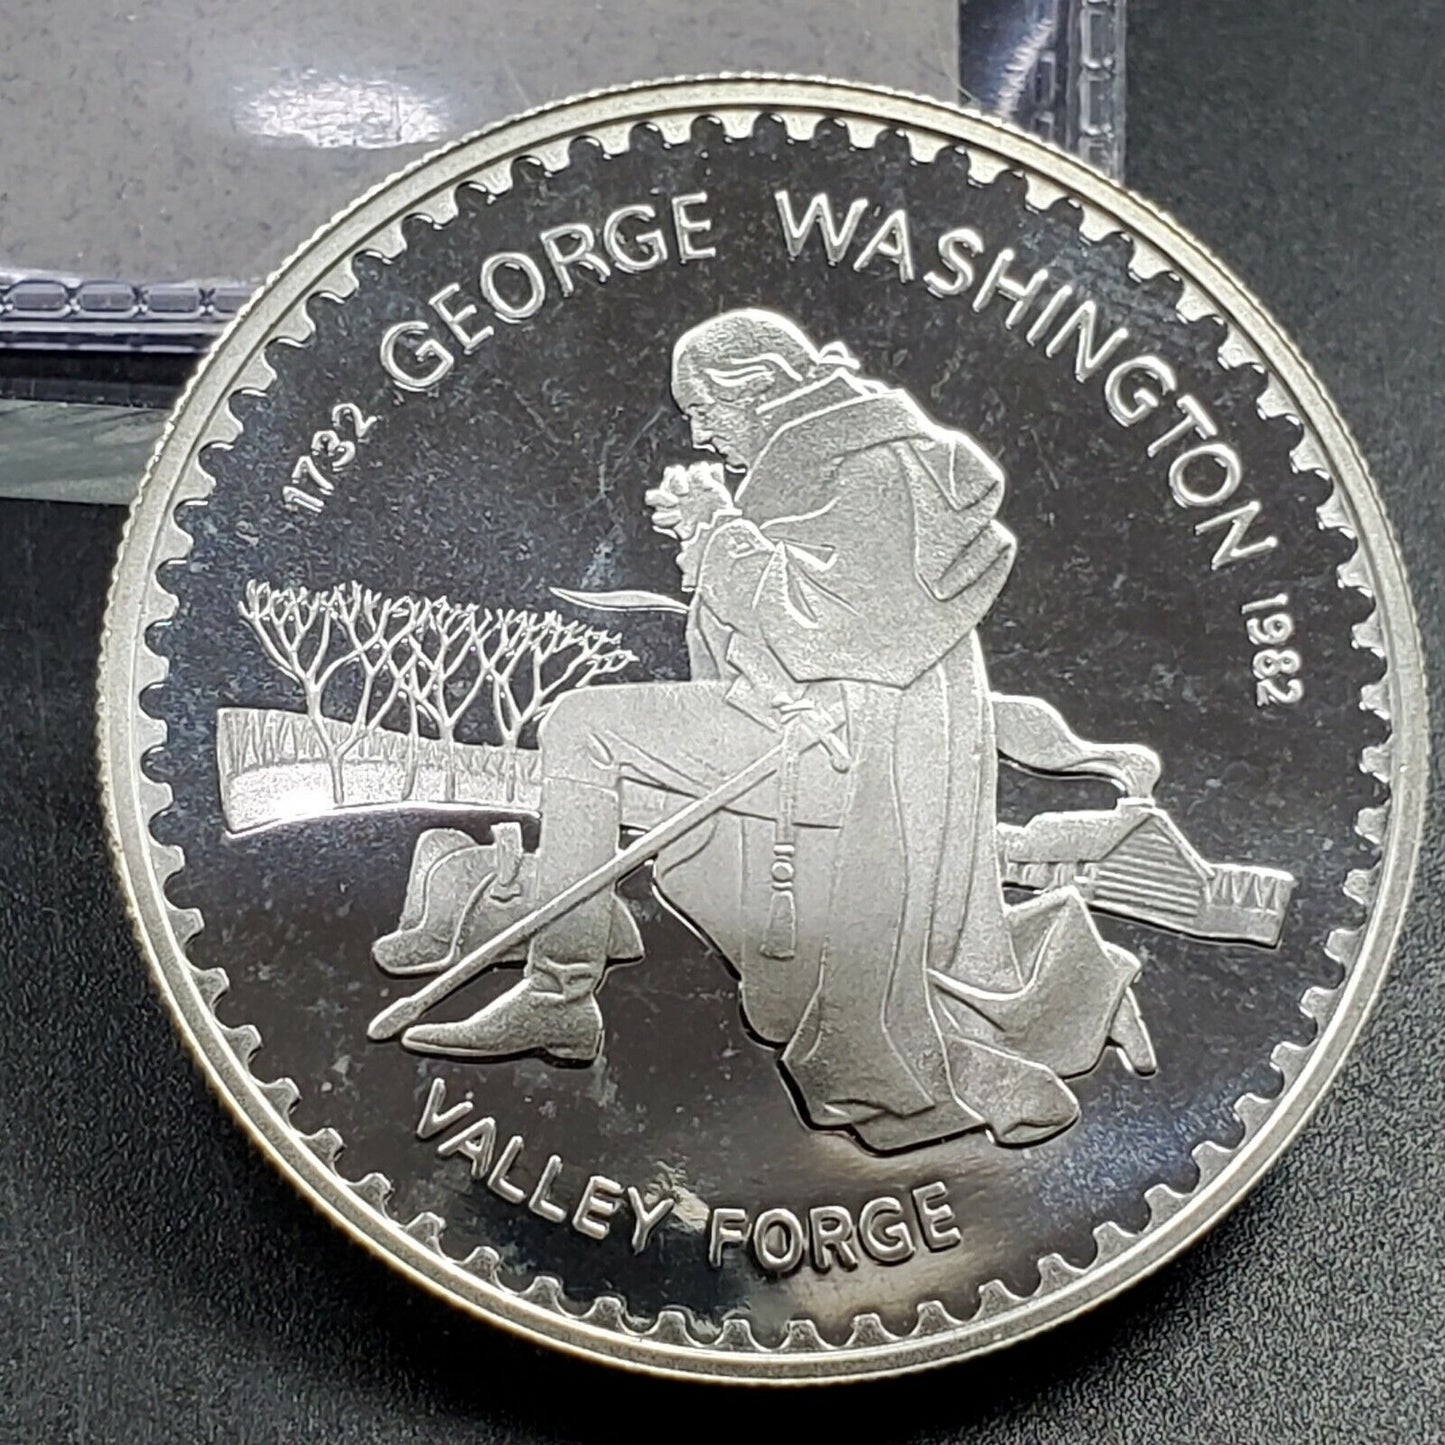 1732 GEORGE WASHINGTON 1982
VALLEY FORGE